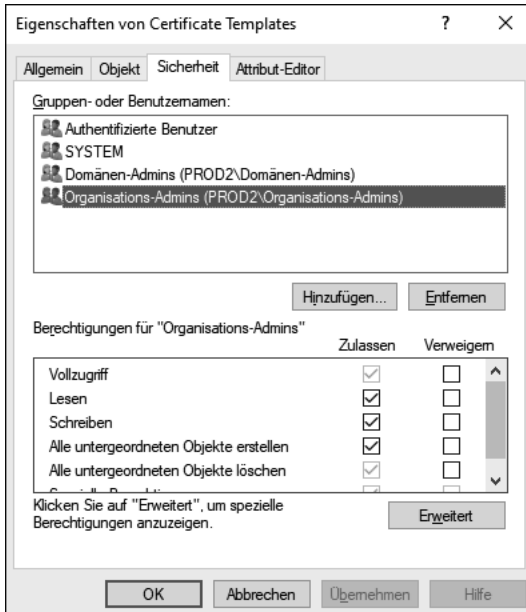 Eigenschaften von Certificate Templates ? ✕
Allgemein Objekt Sicherheit Attribut-Editor
Gruppen- oder Benutzernamen:
Authentifizierte Benutzer
SYSTEM
Domänen-Admins (PROD2\Domänen-Admins)
Organisations-Admins (PROD2\Organisations-Admins)
Hinzufügen... Entfernen
Berechtigungen für "Organisations-Admins"
Zulassen Verweigern
Vollzugriff
Lesen
Schreiben
Alle untergeordneten Objekte erstellen
Alle untergeordneten Objekte löschen
Klicken Sie auf "Erweitert", um spezielle
Berechtigungen anzuzeigen.
Erweitert
OK Abbrechen Übernehmen Hilfe